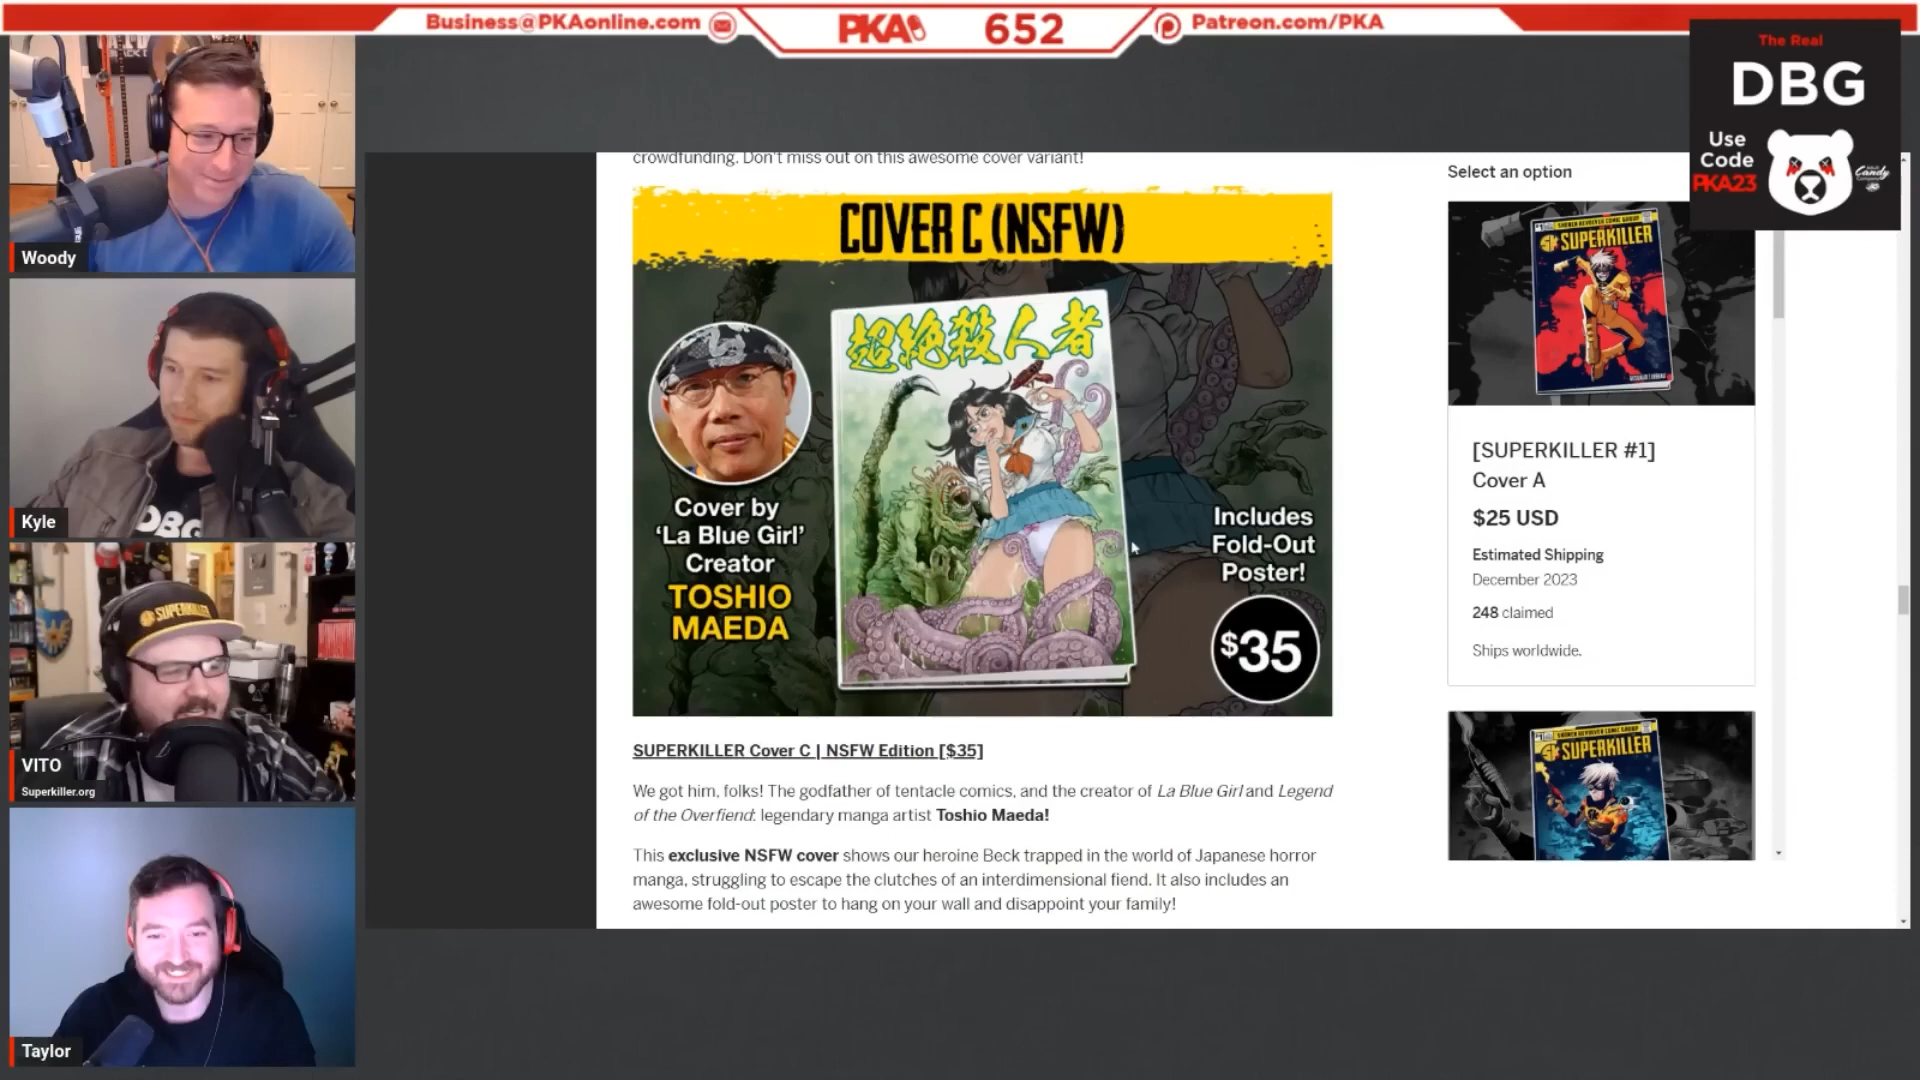 Business@PKAonline.com
PKA
652
Patreon.com/PKA
The Real
DBG
Use
Code
PKA23
Candy
Woody
Kyle
DBG
SUPERKILLER
VITO
Superkiller.org
Taylor
crowdfunding. Don't miss out on this awesome cover variant!
COVER C (NSFW)
超絶殺人者
Cover by
'La Blue Girl'
Creator
TOSHIO
MAEDA
Includes
Fold-Out
Poster!
$35
SUPERKILLER Cover C | NSFW Edition [$35]
We got him, folks! The godfather of tentacle comics, and the creator of La Blue Girl and Legend
of the Overfiend: legendary manga artist Toshio Maeda!
This exclusive NSFW cover shows our heroine Beck trapped in the world of Japanese horror
manga, struggling to escape the clutches of an interdimensional fiend. It also includes an
awesome fold-out poster to hang on your wall and disappoint your family!
Select an option
SUPERKILLER
[SUPERKILLER #1]
Cover A
$25 USD
Estimated Shipping
December 2023
248 claimed
Ships worldwide.
SUPERKILLER